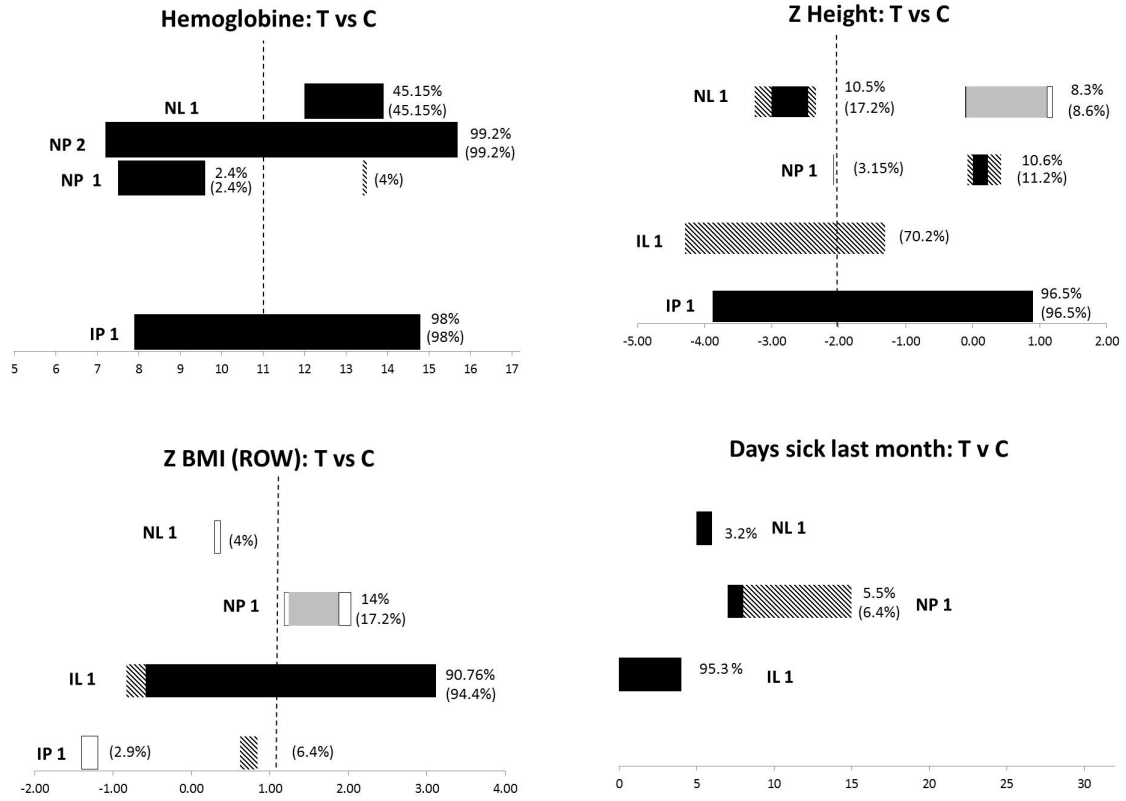 Hemoglobine: T vs C
NL 1
45.15%
(45.15%)
NP 2
99.2%
(99.2%)
NP 1
2.4%
(2.4%)
(4%)
IP 1
98%
(98%)
5 6 7 8 9 10 11 12 13 14 15 16 17
Z Height: T vs C
NL 1
10.5%
(17.2%)
8.3%
(8.6%)
NP 1
(3.15%)
10.6%
(11.2%)
IL 1
(70.2%)
IP 1
96.5%
(96.5%)
-5.00 -4.00 -3.00 -2.00 -1.00 0.00 1.00 2.00
Z BMI (ROW): T vs C
NL 1
(4%)
NP 1
14%
(17.2%)
IL 1
90.76%
(94.4%)
IP 1
(2.9%)
(6.4%)
-2.00 -1.00 0.00 1.00 2.00 3.00 4.00
Days sick last month: T v C
3.2%
NL 1
5.5%
(6.4%)
NP 1
95.3 %
IL 1
0 5 10 15 20 25 30